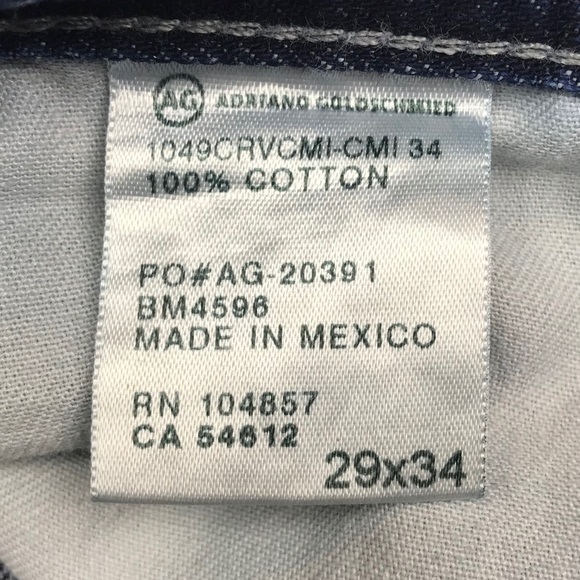 AG ADRIANO GOLDSCHMIED
1049CRVCMI-CMI 34
100% COTTON
PO#AG-20391
BM4596
MADE IN MEXICO
RN 104857
CA 54612
29x34